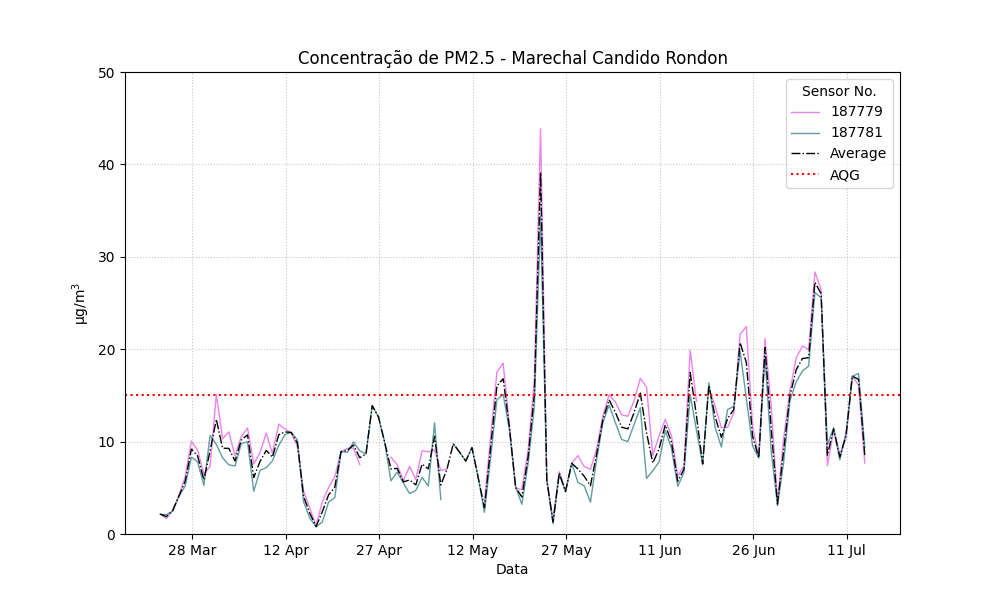 Concentração de PM2.5 - Marechal Candido Rondon
50
40
30
20
10
0
µg/m³
Sensor No.
187779
187781
Average
AQG
28 Mar
12 Apr
27 Apr
12 May
27 May
11 Jun
26 Jun
11 Jul
Data